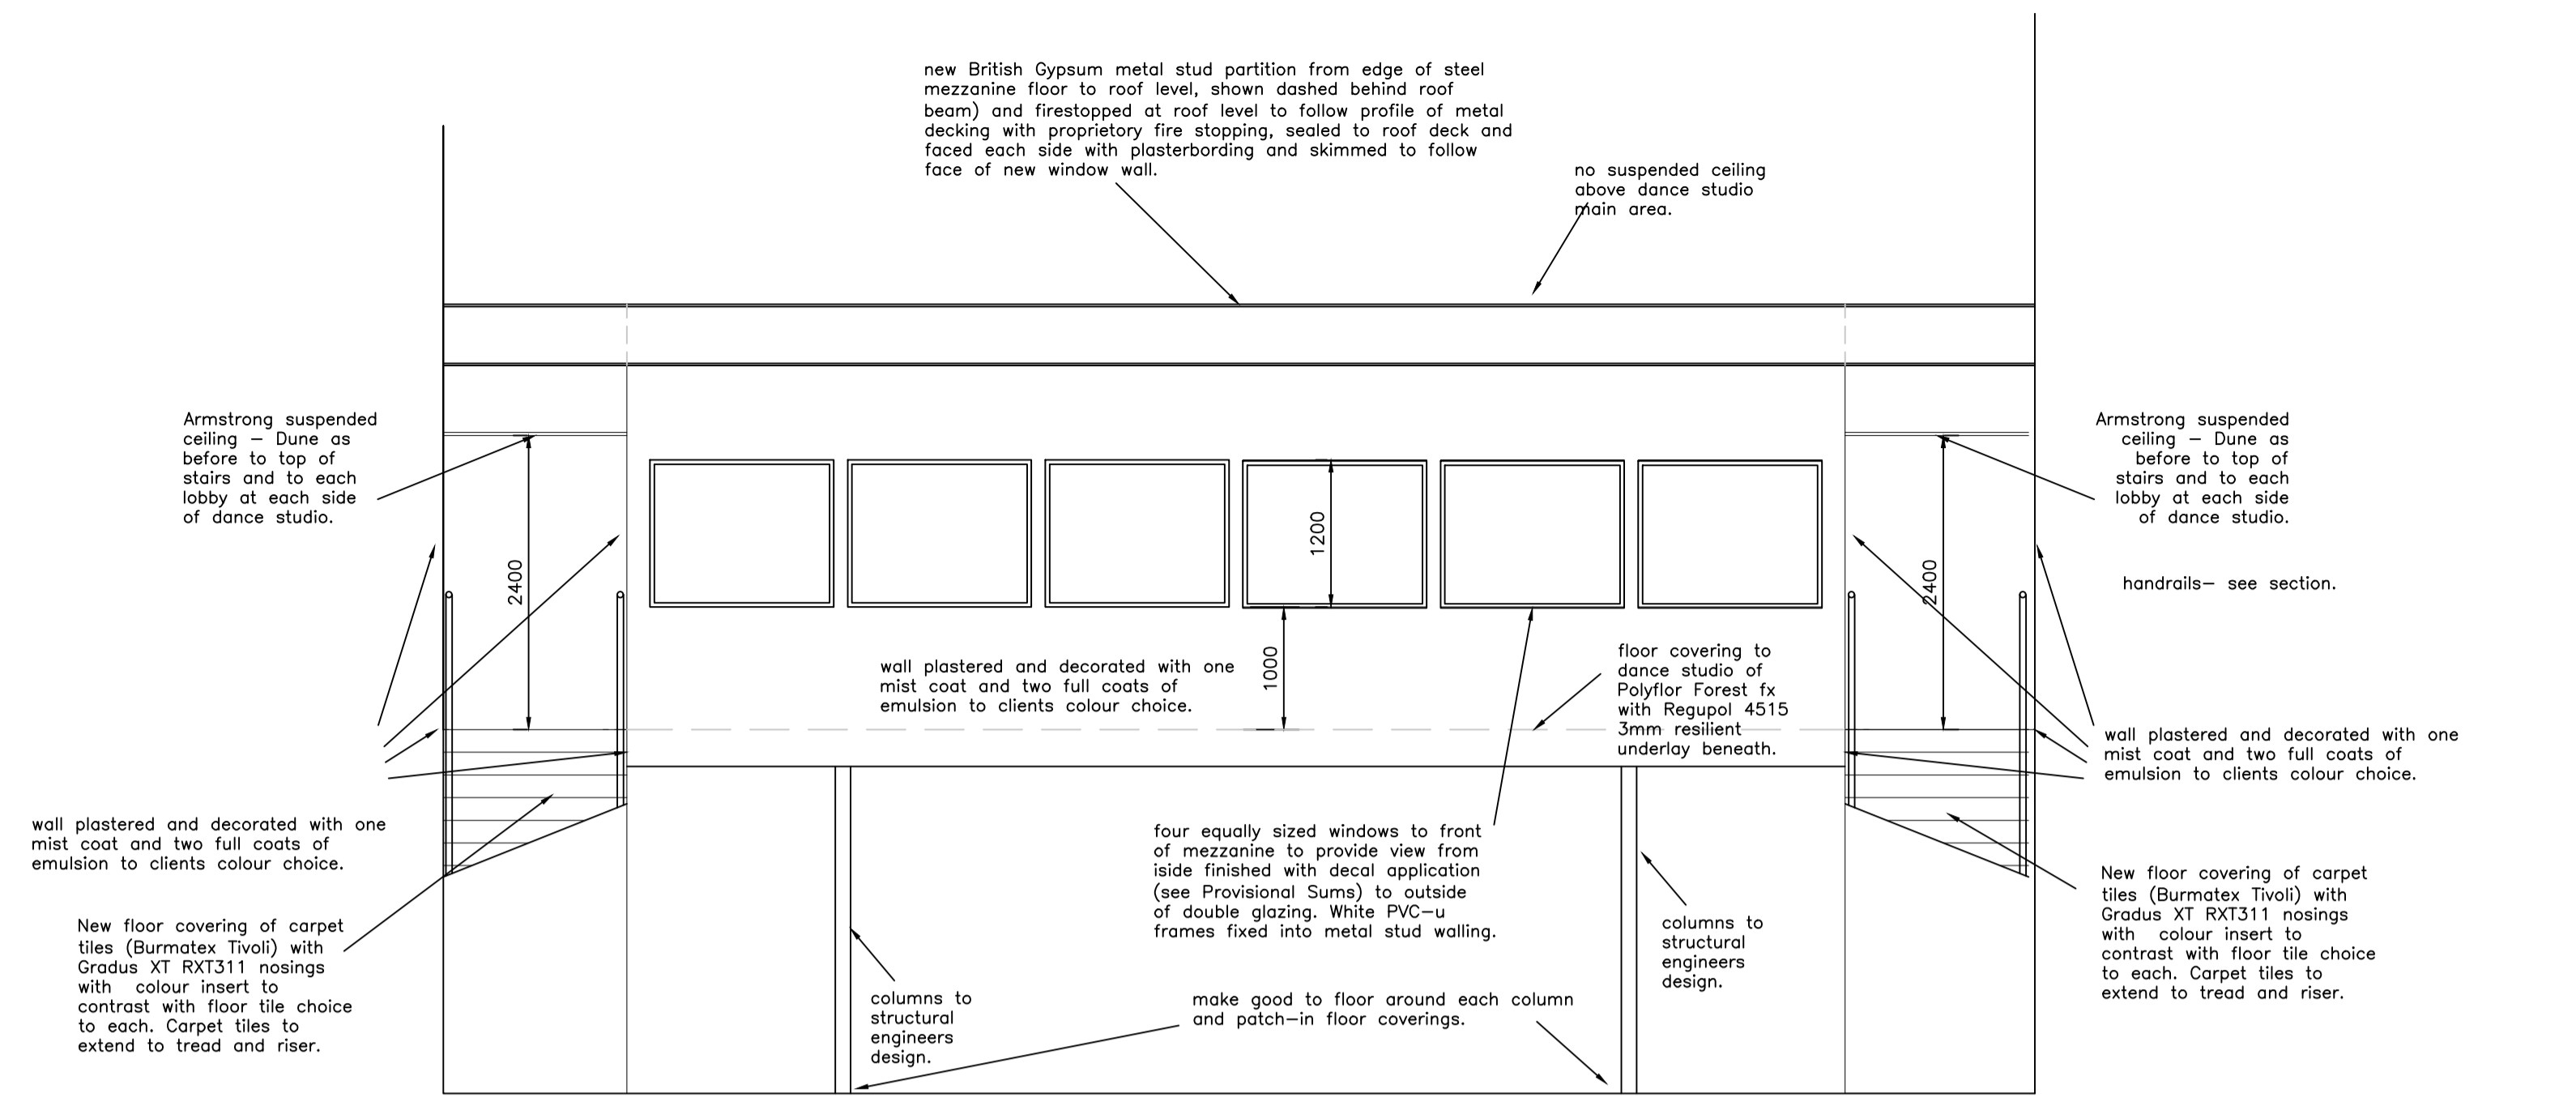 new British Gypsum metal stud partition from edge of steel
mezzanine floor to roof level, shown dashed behind roof
beam) and firestopped at roof level to follow profile of metal
decking with proprietory fire stopping, sealed to roof deck and
faced each side with plasterbording and skimmed to follow
face of new window wall.
no suspended ceiling
above dance studio
main area.
Armstrong suspended
ceiling – Dune as
before to top of
stairs and to each
lobby at each side
of dance studio.
2400
1200
1000
2400
Armstrong suspended
ceiling – Dune as
before to top of
stairs and to each
lobby at each side
of dance studio.
handrails– see section.
wall plastered and decorated with one
mist coat and two full coats of
emulsion to clients colour choice.
floor covering to
dance studio of
Polyflor Forest fx
with Regupol 4515
3mm resilient
underlay beneath.
wall plastered and decorated with one
mist coat and two full coats of
emulsion to clients colour choice.
wall plastered and decorated with one
mist coat and two full coats of
emulsion to clients colour choice.
four equally sized windows to front
of mezzanine to provide view from
iside finished with decal application
(see Provisional Sums) to outside
of double glazing. White PVC–u
frames fixed into metal stud walling.
New floor covering of carpet
tiles (Burmatex Tivoli) with
Gradus XT RXT311 nosings
with colour insert to
contrast with floor tile choice
to each. Carpet tiles to
extend to tread and riser.
columns to
structural
engineers
design.
make good to floor around each column
and patch–in floor coverings.
columns to
structural
engineers
design.
New floor covering of carpet
tiles (Burmatex Tivoli) with
Gradus XT RXT311 nosings
with colour insert to
contrast with floor tile choice
to each. Carpet tiles to
extend to tread and riser.